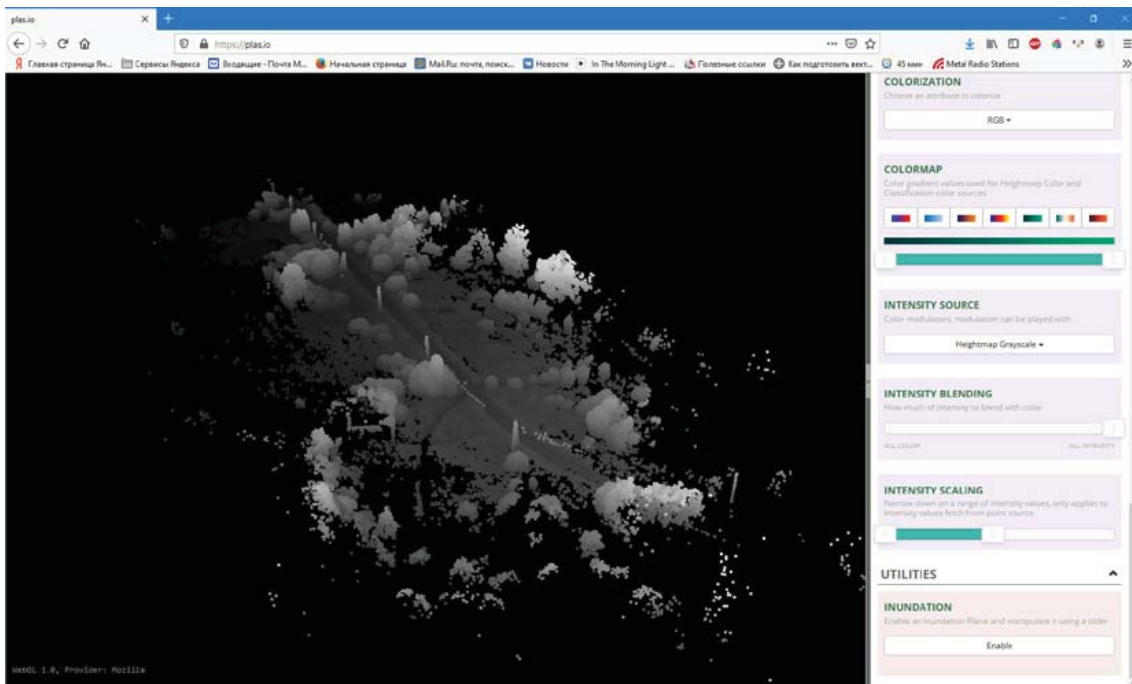 plas.io
https://plas.io
Главная страница Ян... Сервисы Яндекса Входящие - Почта M... Начальная страница Mail.Ru: почта, поиск... Новости In The Morning Light ... Полезные ссылки Как подготовить вект... 45 мин Metal Radio Stations
COLORIZATION
Choose an attribute to colorize
RGB
COLORMAP
Color gradient values used for Heightmap Color and
Classification color sources
INTENSITY SOURCE
Color modulators, modulation can be played with
Heightmap Grayscale
INTENSITY BLENDING
How much of intensity to blend with color
ALL COLOR ALL INTENSITY
INTENSITY SCALING
Narrow down on a range of intensity values, only applies to
intensity values fetch from point source
UTILITIES
INUNDATION
Enable an Inundation Plane and manipulate it using a slider
Enable
WebGL 1.0, Provider: Mozilla